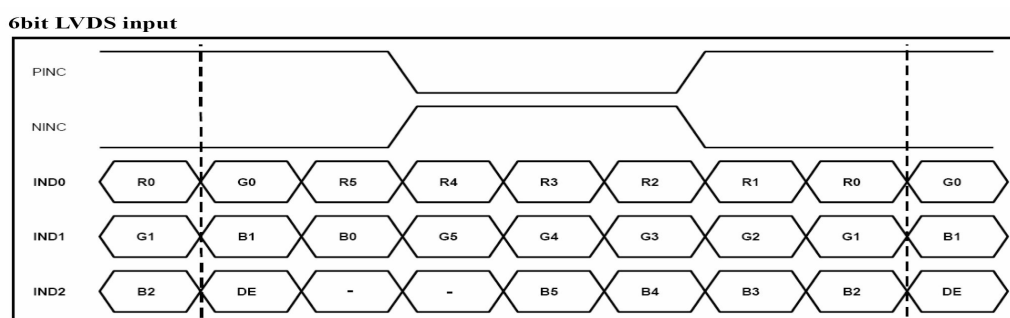 6bit LVDS input
PINC
NINC
IND0 R0 G0 R5 R4 R3 R2 R1 R0 G0
IND1 G1 B1 B0 G5 G4 G3 G2 G1 B1
IND2 B2 DE - - B5 B4 B3 B2 DE